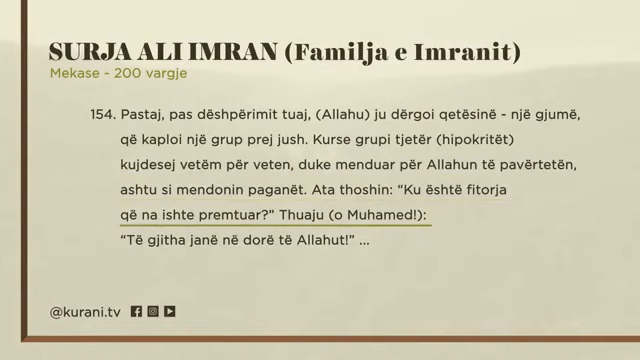 SURJA ALI IMRAN (Familja e Imranit)
Mekase - 200 vargje
154. Pastaj, pas dëshpërimit tuaj, (Allahu) ju dërgoi qetësinë - një gjumë,
që kaploi një grup prej jush. Kurse grupi tjetër (hipokritët)
kujdesej vetëm për veten, duke menduar për Allahun të pavërtetën,
ashtu si mendonin paganët. Ata thoshin: “Ku është fitorja
që na ishte premtuar?” Thuaju (o Muhamed!):
“Të gjitha janë në dorë të Allahut!” ...
@kurani.tv